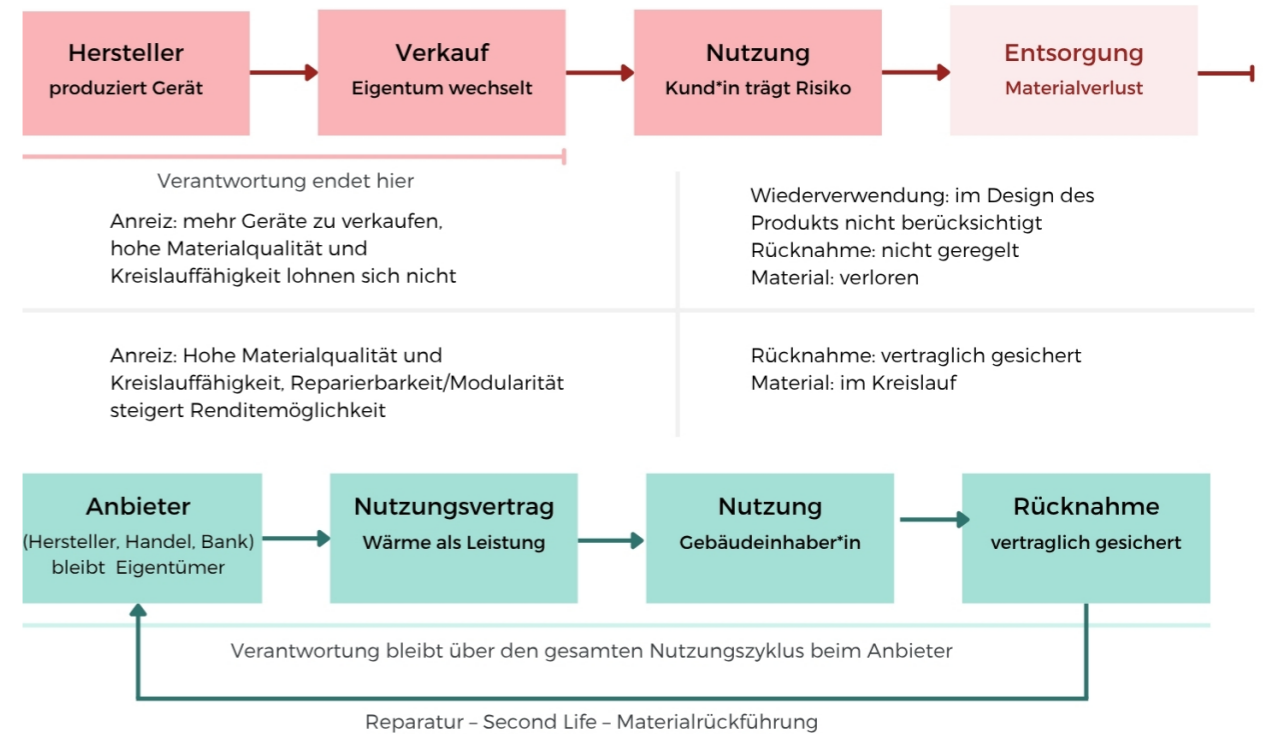 Hersteller
produziert Gerät
Verkauf
Eigentum wechselt
Nutzung
Kund*in trägt Risiko
Entsorgung
Materialverlust
Verantwortung endet hier
Anreiz: mehr Geräte zu verkaufen,
hohe Materialqualität und
Kreislauffähigkeit lohnen sich nicht
Wiederverwendung: im Design des
Produkts nicht berücksichtigt
Rücknahme: nicht geregelt
Material: verloren
Anreiz: Hohe Materialqualität und
Kreislauffähigkeit, Reparierbarkeit/Modularität
steigert Renditemöglichkeit
Rücknahme: vertraglich gesichert
Material: im Kreislauf
Anbieter
(Hersteller, Handel, Bank)
bleibt Eigentümer
Nutzungsvertrag
Wärme als Leistung
Nutzung
Gebäudeinhaber*in
Rücknahme
vertraglich gesichert
Verantwortung bleibt über den gesamten Nutzungszyklus beim Anbieter
Reparatur – Second Life – Materialrückführung